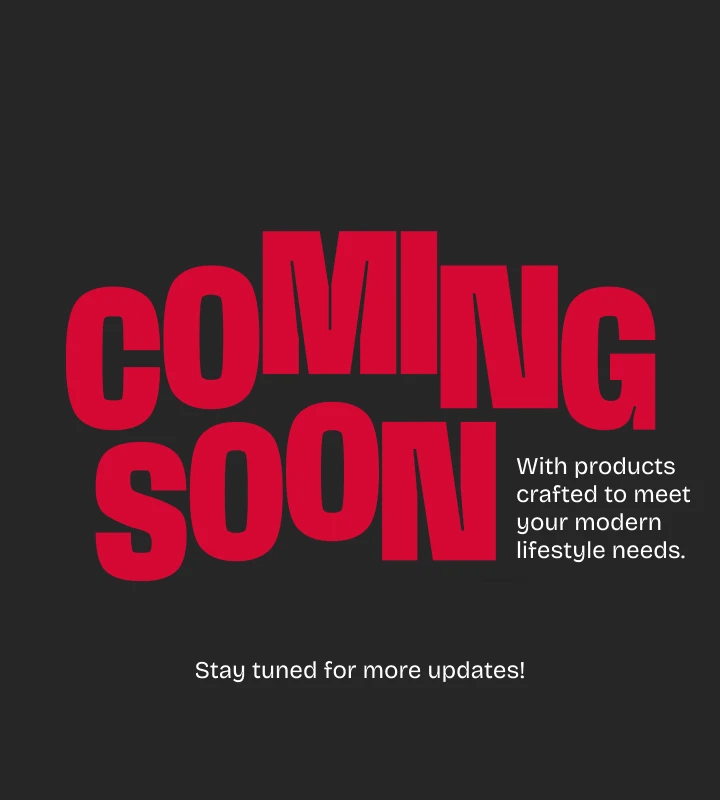 COMING
SOON
With products
crafted to meet
your modern
lifestyle needs.
Stay tuned for more updates!